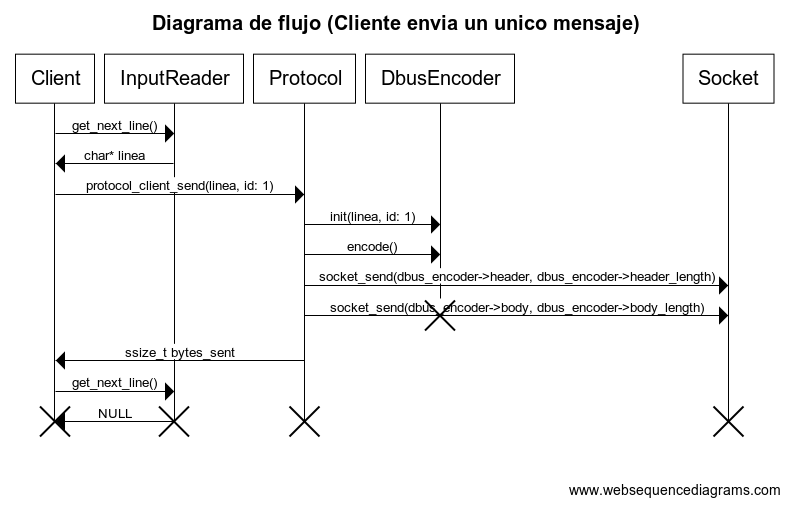 Diagrama de flujo (Cliente envia un unico mensaje)
Client
InputReader
Protocol
DbusEncoder
Socket
get_next_line()
char* linea
protocol_client_send(linea, id: 1)
init(linea, id: 1)
encode()
socket_send(dbus_encoder->header, dbus_encoder->header_length)
socket_send(dbus_encoder->body, dbus_encoder->body_length)
ssize_t bytes_sent
get_next_line()
NULL
www.websequencediagrams.com